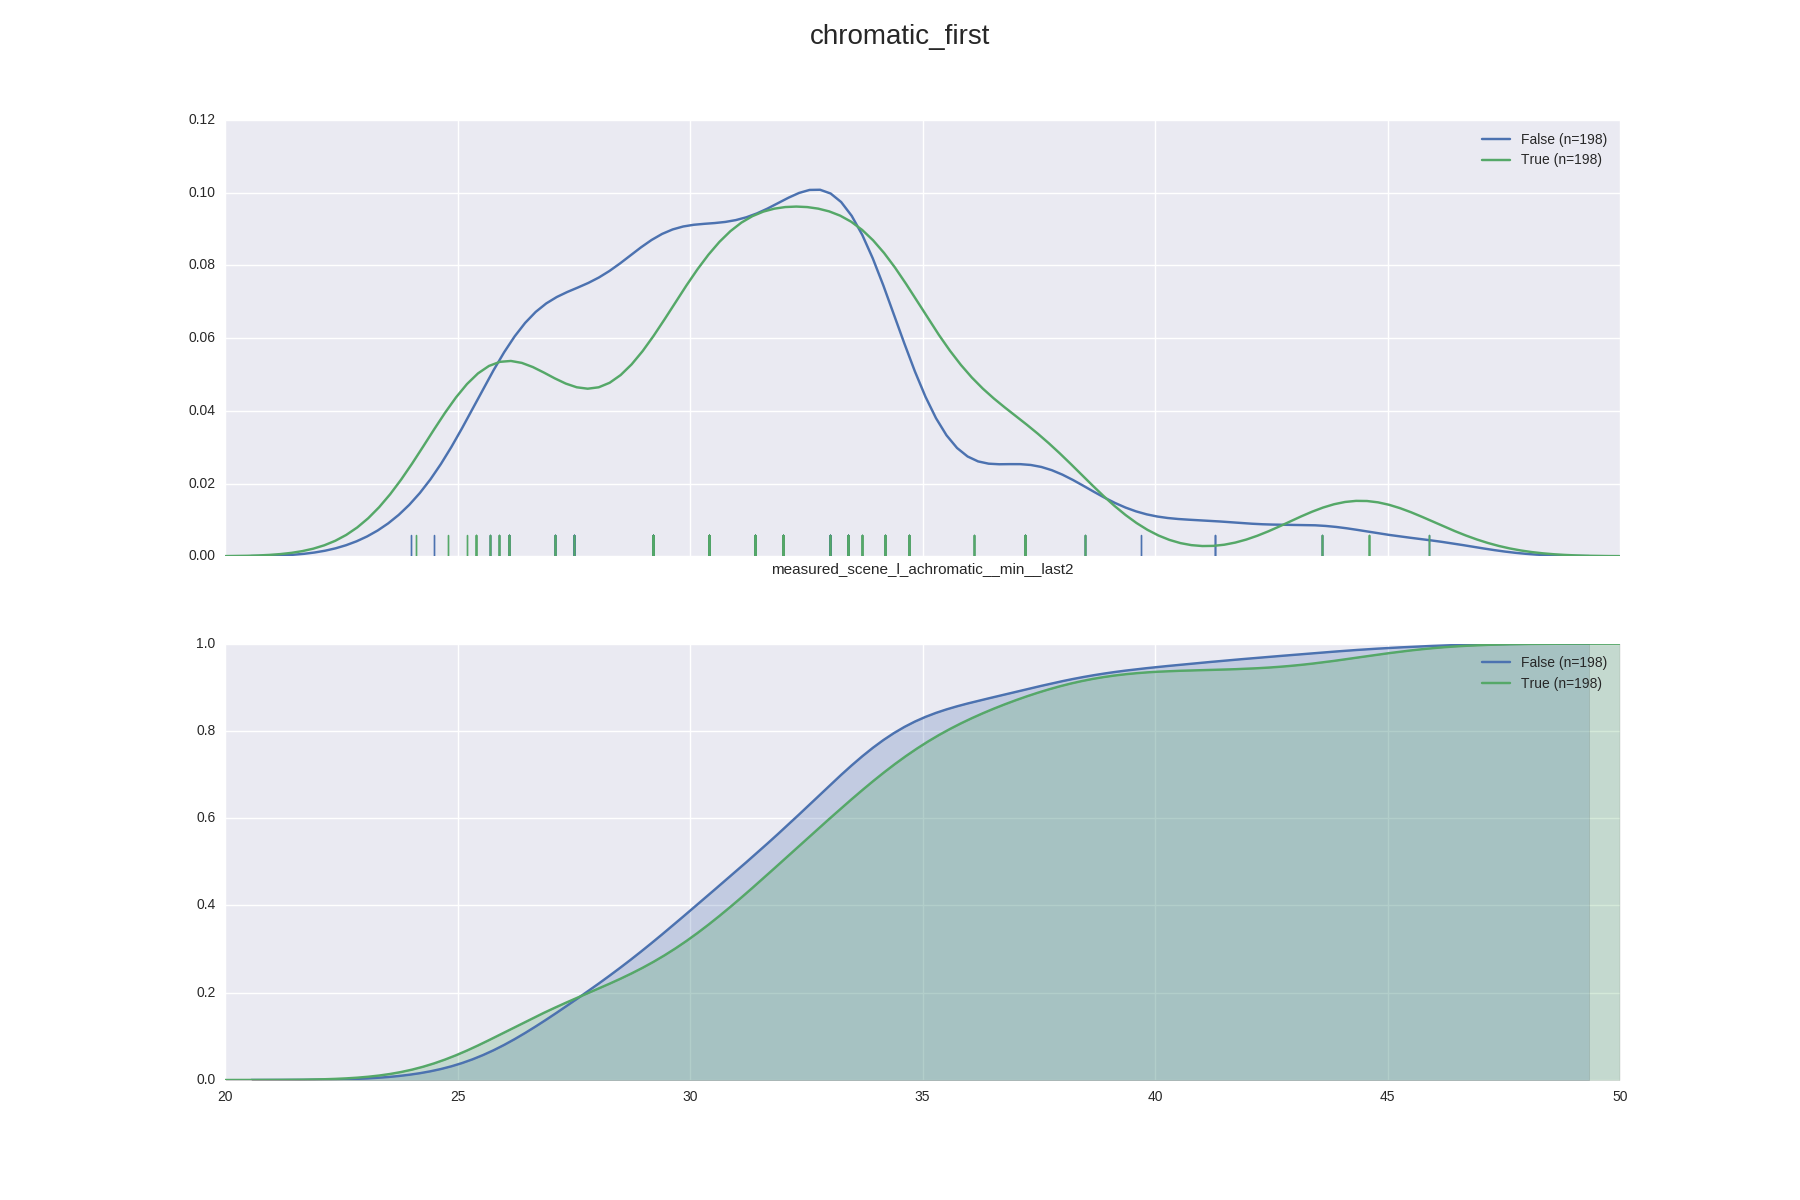 chromatic_first
0.12
0.10
0.08
0.06
0.04
0.02
0.00
False (n=198)
True (n=198)
measured_scene_l_achromatic__min__last2
1.0
0.8
0.6
0.4
0.2
0.0
False (n=198)
True (n=198)
20 25 30 35 40 45 50